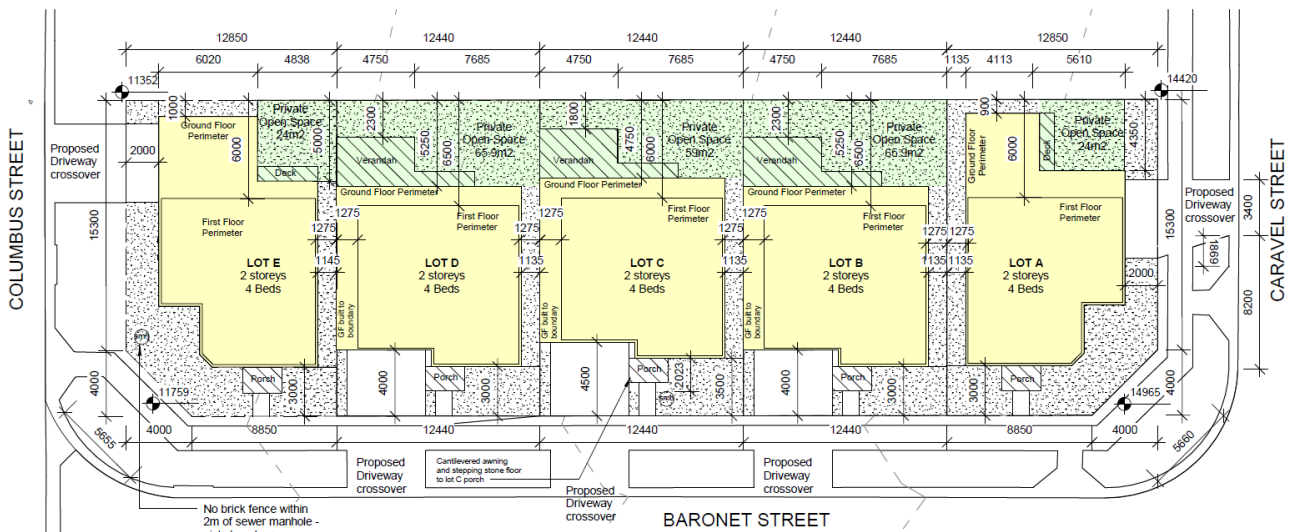 12850
12440
12440
12440
12850
6020
4838
4750
7685
4750
7685
4750
7685
1135
4113
5610
11352
14420
COLUMBUS STREET
Proposed
Driveway
crossover
2000
15300
4000
1000
Ground Floor
Perimeter
6000
Private
Open Space
24m2
5000
Deck
First Floor
Perimeter
LOT E
2 storeys
4 Beds
1275
1145
smh
Porch
3000
11759
2300
Verandah
5250
6500
Private
Open Space
65.9m2
Ground Floor Perimeter
1275
First Floor
Perimeter
LOT D
2 storeys
4 Beds
1275
1135
GF built to
boundary
4000
Porch
3000
1800
Verandah
4750
6000
Private
Open Space
59m2
Ground Floor Perimeter
1275
First Floor
Perimeter
LOT C
2 storeys
4 Beds
1275
1135
GF built to
boundary
4500
Porch
2023
smh
3500
2300
Verandah
5250
6500
Private
Open Space
65.9m2
Ground Floor Perimeter
1275
First Floor
Perimeter
LOT B
2 storeys
4 Beds
1275
1135
GF built to
boundary
4000
Porch
3000
900
Ground Floor
Perimeter
6000
Deck
Private
Open Space
24m2
4350
First Floor
Perimeter
LOT A
2 storeys
4 Beds
1135
2000
Porch
3000
15300
4000
14965
Proposed
Driveway
crossover
1869
3400
8200
CARAVEL STREET
5655
4000
8850
12440
12440
12440
8850
4000
5660
Proposed
Driveway
crossover
Cantilevered awning
and stepping stone floor
to lot C porch
Proposed
Driveway
crossover
Proposed
Driveway
crossover
No brick fence within
2m of sewer manhole -
BARONET STREET